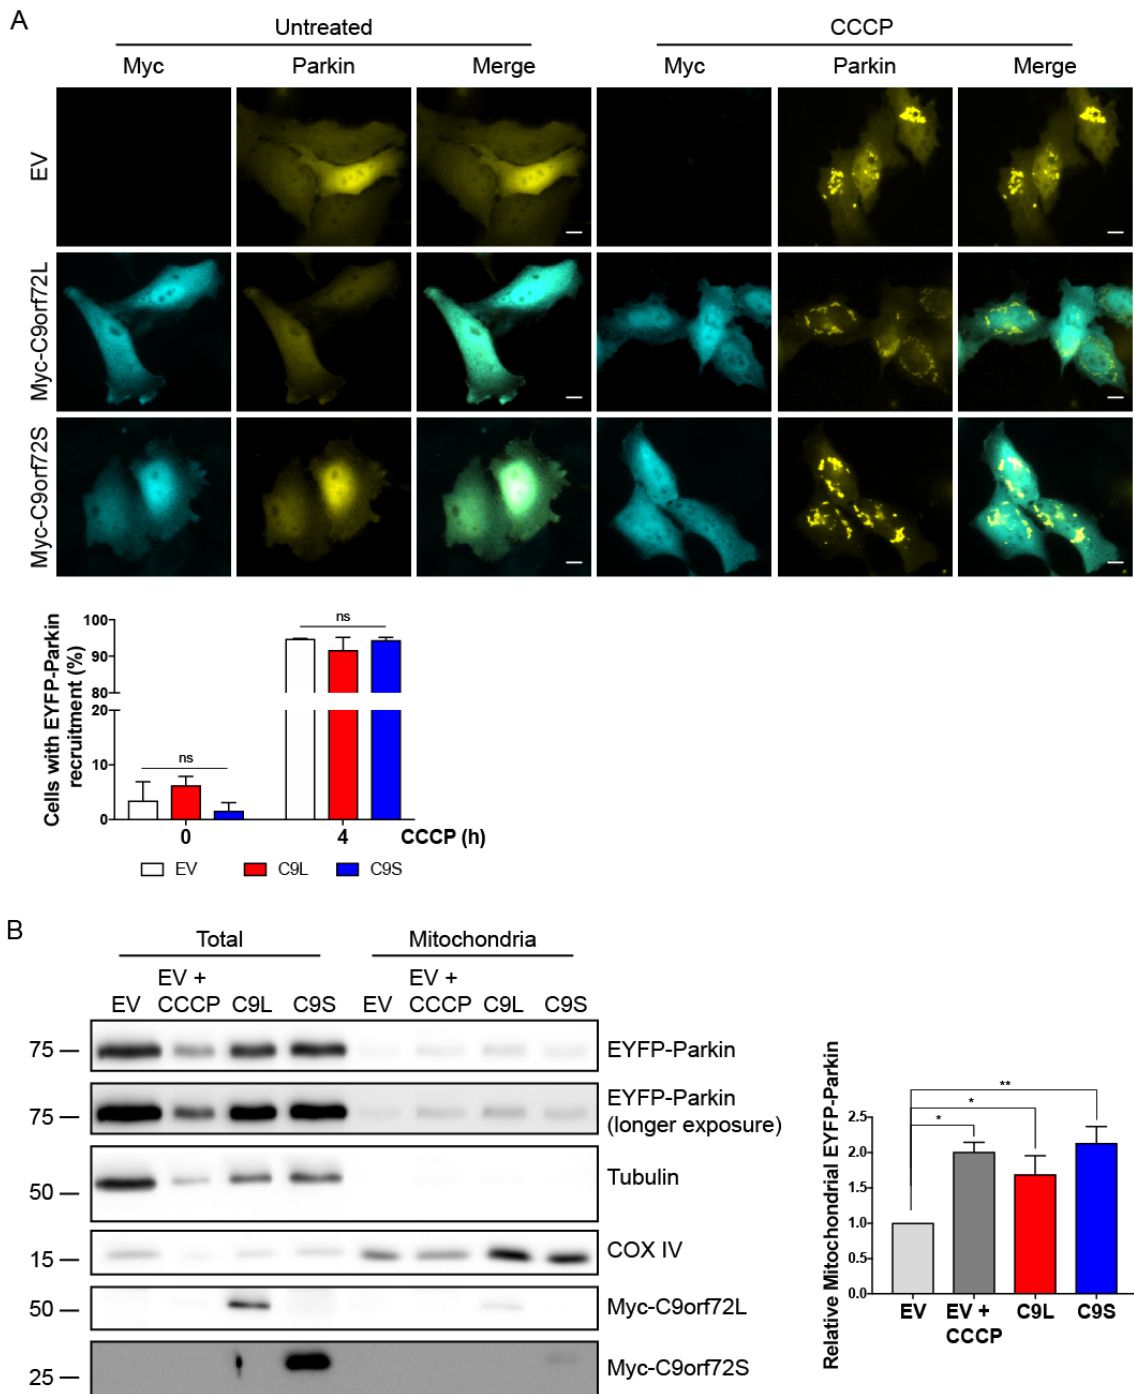 A
Untreated CCCP
Myc Parkin Merge Myc Parkin Merge
EV
Myc-C9orf72L
Myc-C9orf72S
Cells with EYFP-Parkin
recruitment (%)
100
90
80
20
10
0
ns
ns
0 4 CCCP (h)
EV C9L C9S
B
Total Mitochondria
EV EV + CCCP C9L C9S EV EV + CCCP C9L C9S
75 EYFP-Parkin
75 EYFP-Parkin
(longer exposure)
50 Tubulin
15 COX IV
50 Myc-C9orf72L
25 Myc-C9orf72S
Relative Mitochondrial EYFP-Parkin
2.5
2.0
1.5
1.0
0.5
0.0
**
*
*
EV EV + CCCP C9L C9S